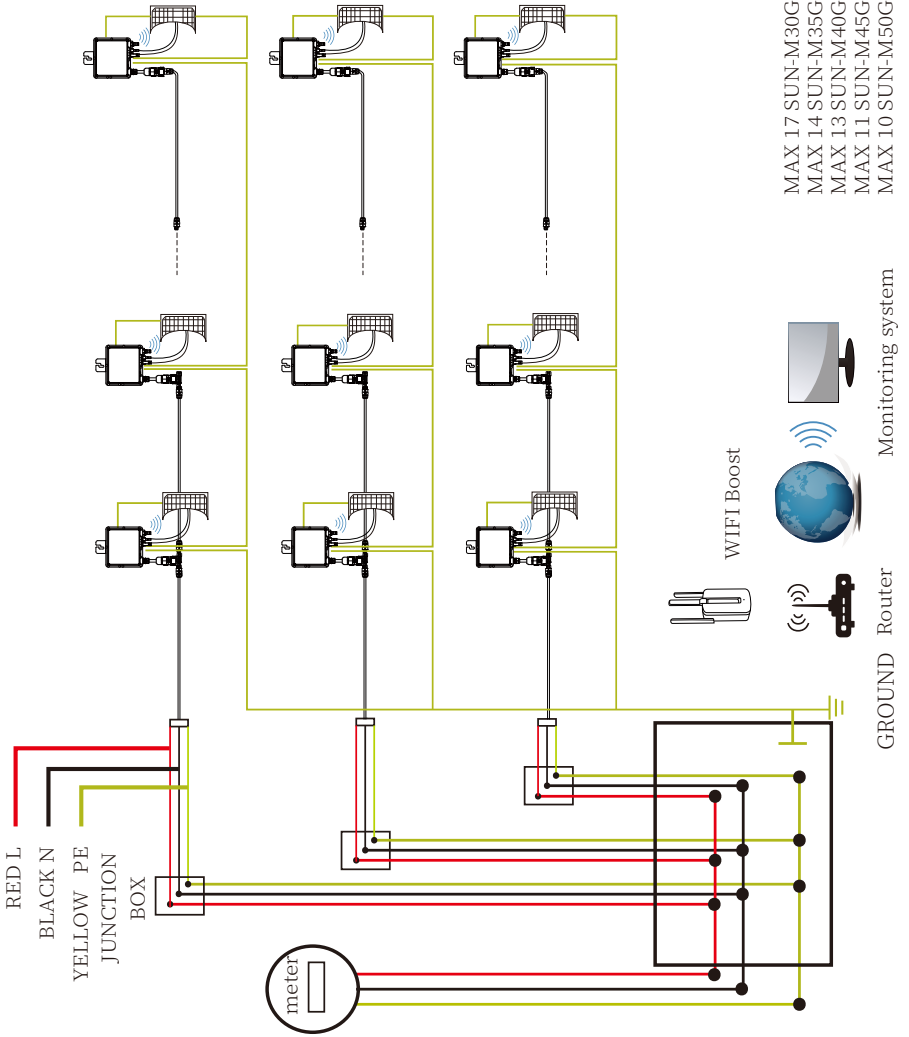 RED L
BLACK N
YELLOW PE
JUNCTION
BOX
meter
WIFI Boost
GROUND
Router
Monitoring system
MAX 17 SUN-M30G
MAX 14 SUN-M35G
MAX 13 SUN-M40G
MAX 11 SUN-M45G
MAX 10 SUN-M50G